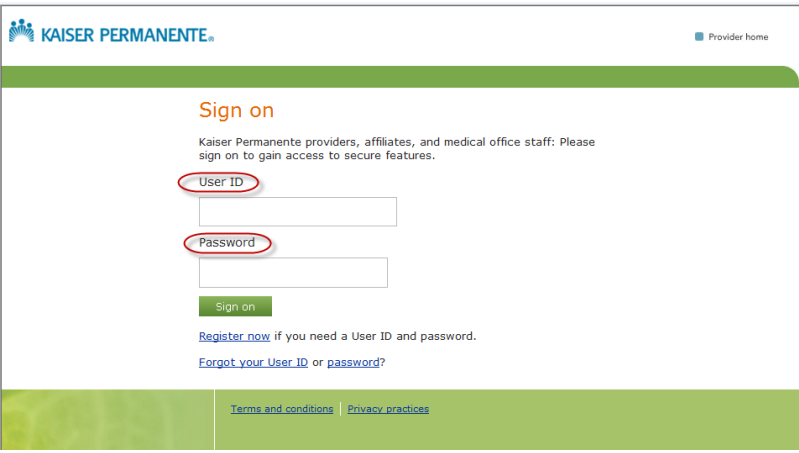 KAISER PERMANENTE®
Provider home
Sign on
Kaiser Permanente providers, affiliates, and medical office staff: Please
sign on to gain access to secure features.
User ID
Password
Sign on
Register now if you need a User ID and password.
Forgot your User ID or password?
Terms and conditions | Privacy practices